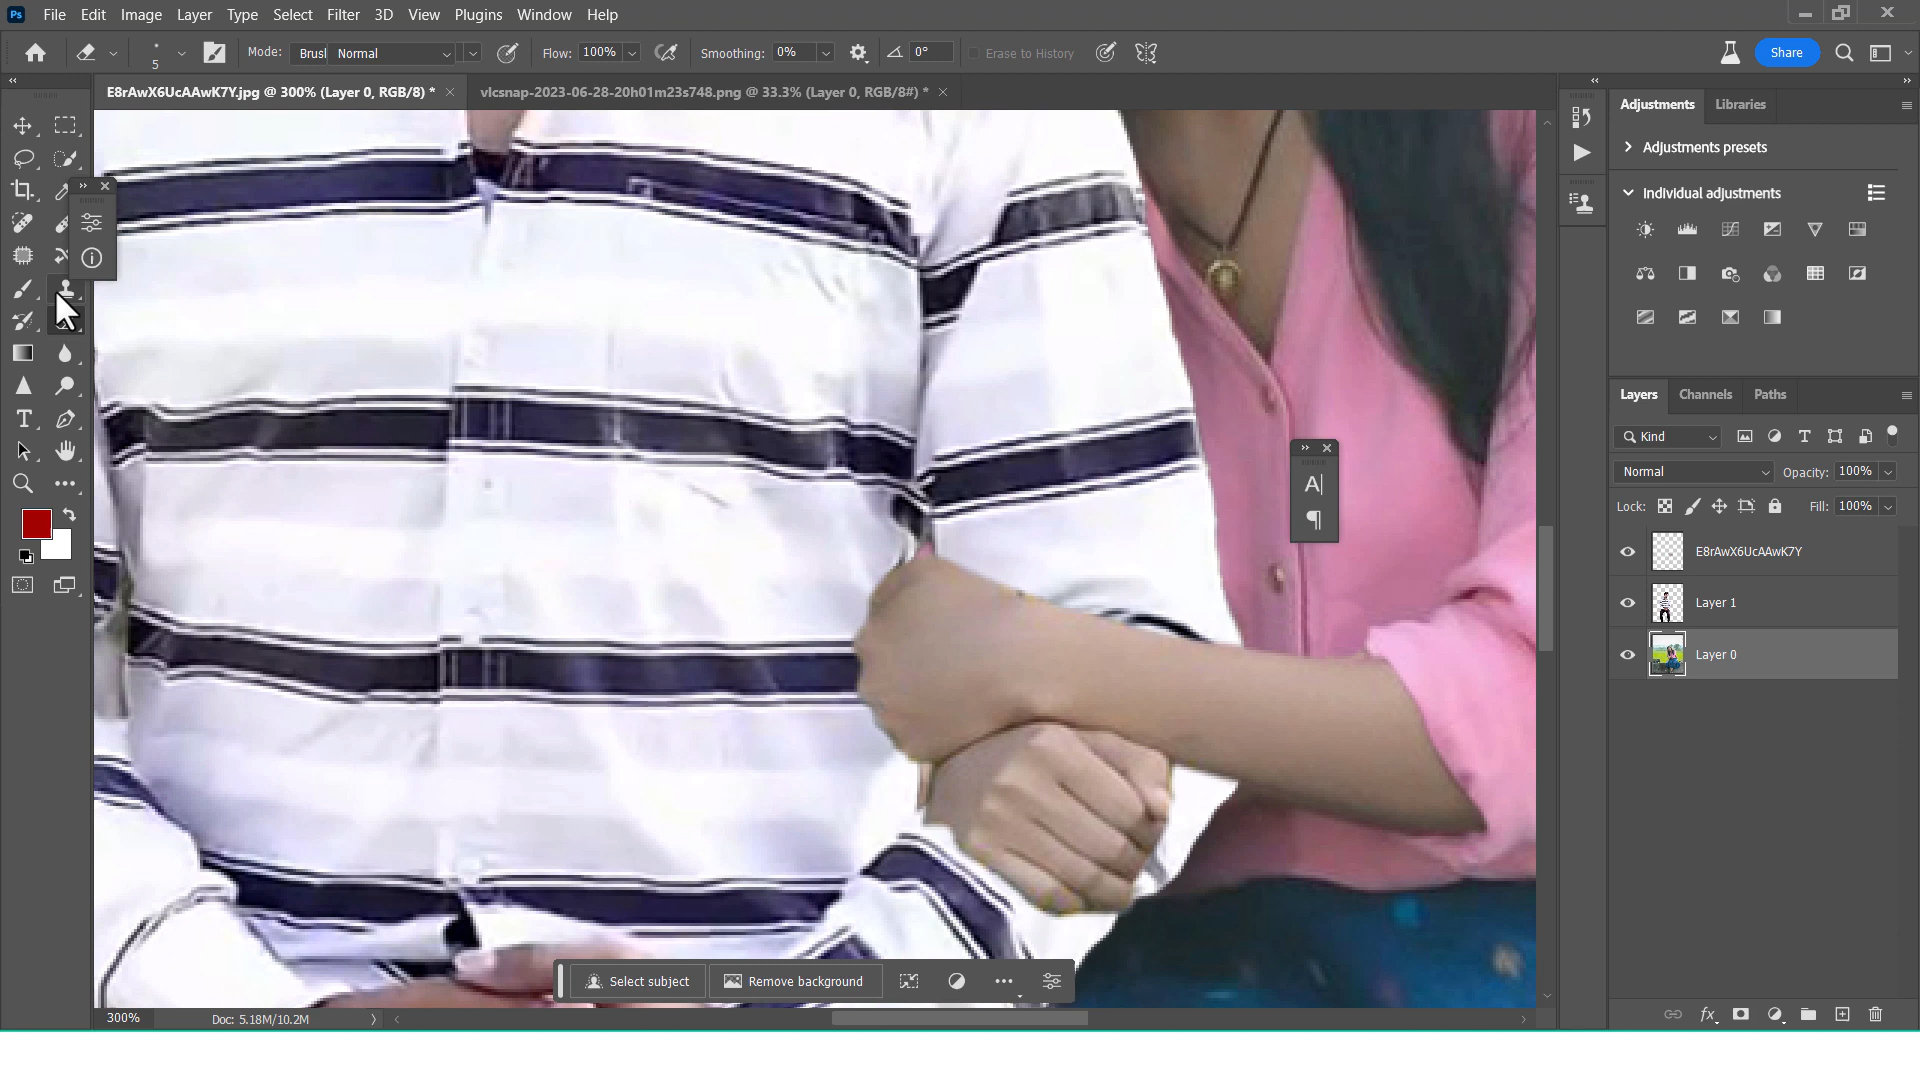 Ps File Edit Image Layer Type Select Filter 3D View Plugins Window Help
5 Mode: Brusl Normal Flow: 100% Smoothing: 0% 0° Erase to History Share
E8rAwX6UcAAwK7Y.jpg @ 300% (Layer 0, RGB/8) * vlcsnap-2023-06-28-20h01m23s748.png @ 33.3% (Layer 0, RGB/8#) *
Adjustments Libraries
Adjustments presets
Individual adjustments
Layers Channels Paths
Kind
Normal Opacity: 100%
Lock: Fill: 100%
E8rAwX6UcAAwK7Y
Layer 1
Layer 0
Select subject Remove background
300% Doc: 5.18M/10.2M